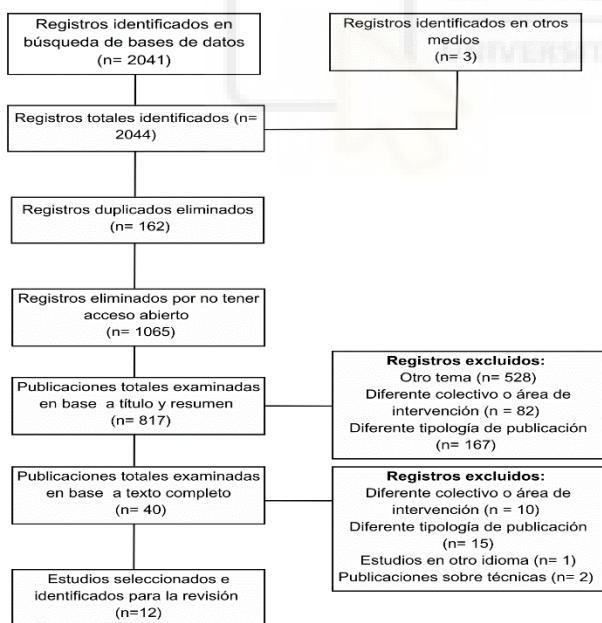 Registros identificados en
búsqueda de bases de datos
(n= 2041)
Registros identificados en otros
medios
(n= 3)
Registros totales identificados (n=
2044)
Registros duplicados eliminados
(n= 162)
Registros eliminados por no tener
acceso abierto
(n= 1065)
Publicaciones totales examinadas
en base a título y resumen
(n= 817)
Registros excluidos:
Otro tema (n= 528)
Diferente colectivo o área de
intervención (n = 82)
Diferente tipología de publicación
(n= 167)
Publicaciones totales examinadas
en base a texto completo
(n= 40)
Registros excluidos:
Diferente colectivo o área de
intervención (n = 10)
Diferente tipología de publicación
(n= 15)
Estudios en otro idioma (n= 1)
Publicaciones sobre técnicas (n= 2)
Estudios seleccionados e
identificados para la revisión
(n=12)